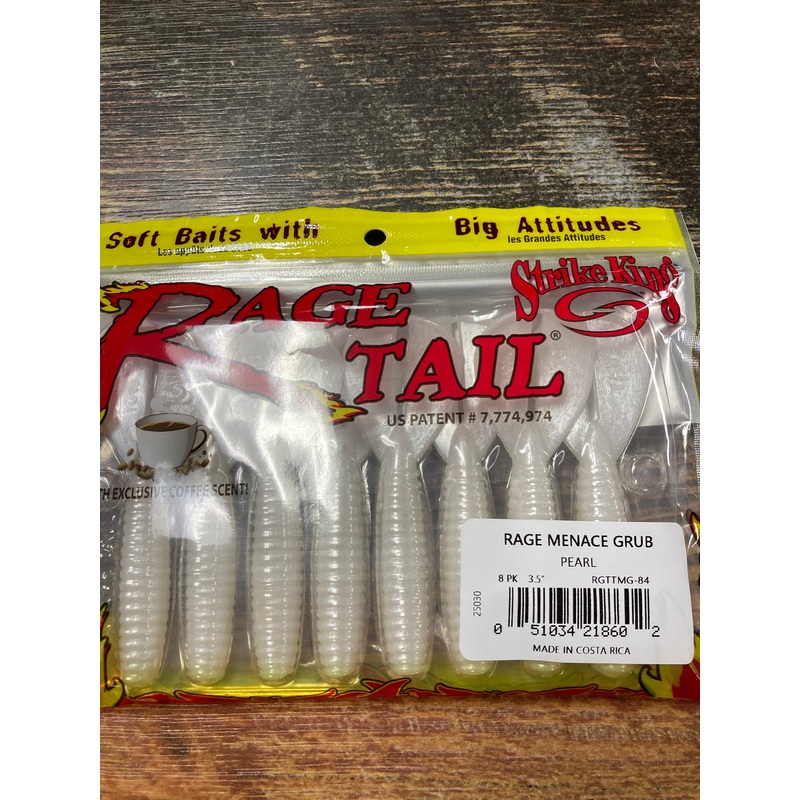 Soft Baits with
Big Attitudes
les Grandes Attitudes
Strike King
RAGE
TAIL®
US PATENT # 7,774,974
TH EXCLUSIVE COFFEE SCENT!
RAGE MENACE GRUB
PEARL
8 PK 3.5" RGTTMG-84
25030
0 51034 21860 2
MADE IN COSTA RICA